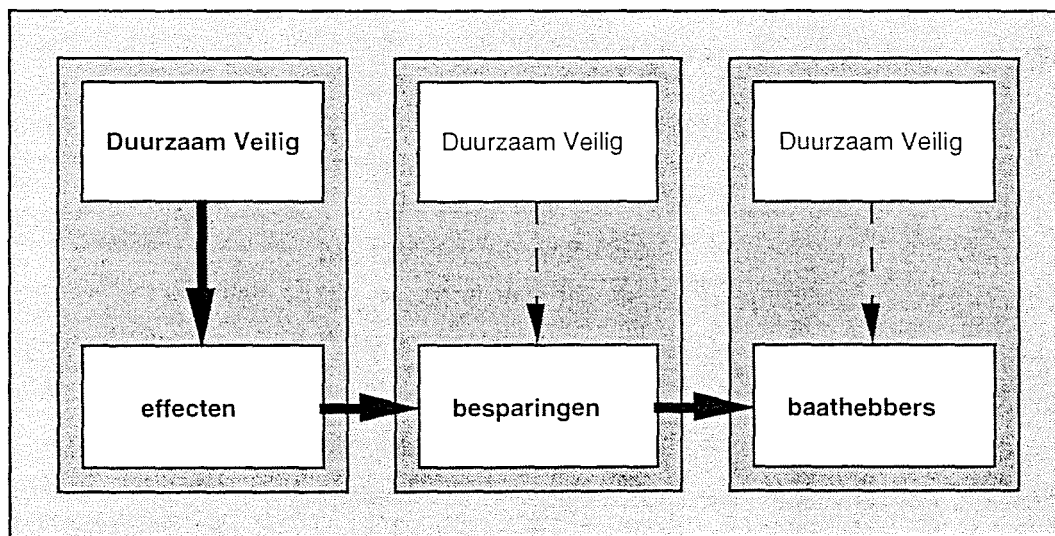 Duurzaam Veilig
Duurzaam Veilig
Duurzaam Veilig
effecten
besparingen
baathebbers